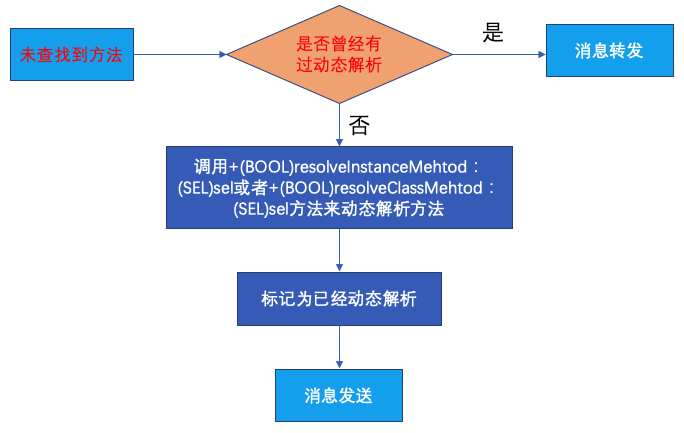 未查找到方法
是否曾经有
过动态解析
是
消息转发
否
调用+(BOOL)resolveInstanceMehtod：
(SEL)sel或者+(BOOL)resolveClassMehtod：
(SEL)sel方法来动态解析方法
标记为已经动态解析
消息发送